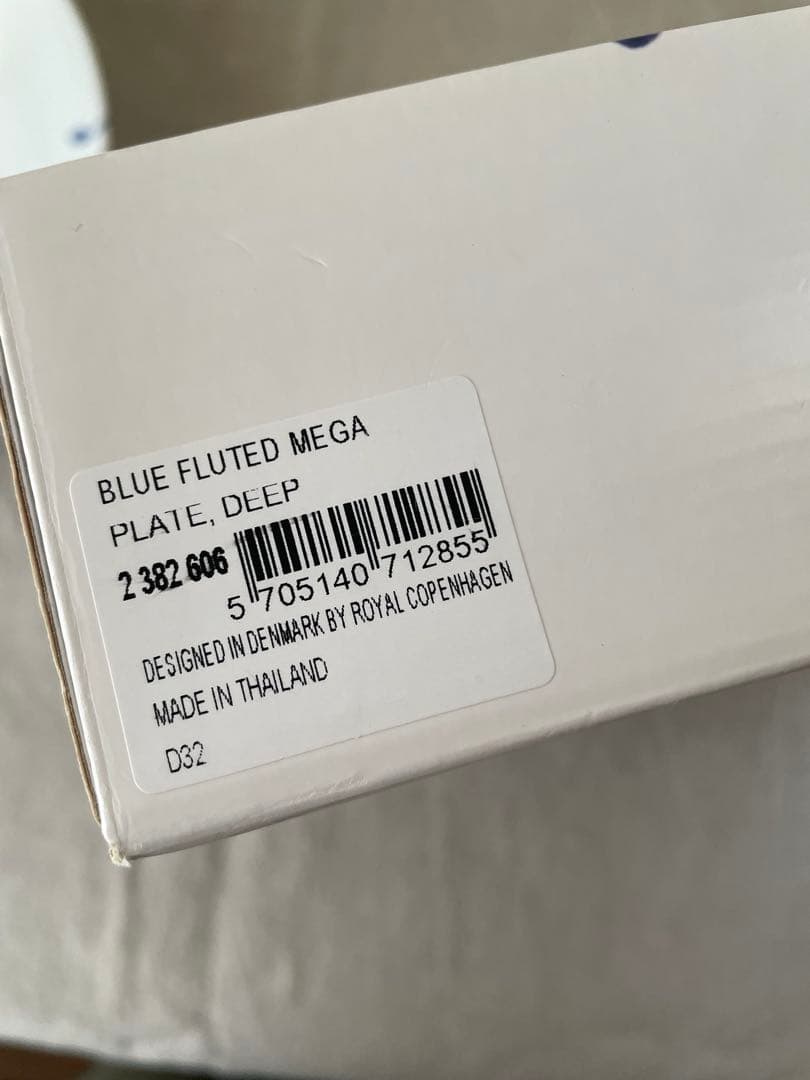 BLUE FLUTED MEGA
PLATE, DEEP
2 382 606
5 705140 712855
DESIGNED IN DENMARK BY ROYAL COPENHAGEN
MADE IN THAILAND
D32